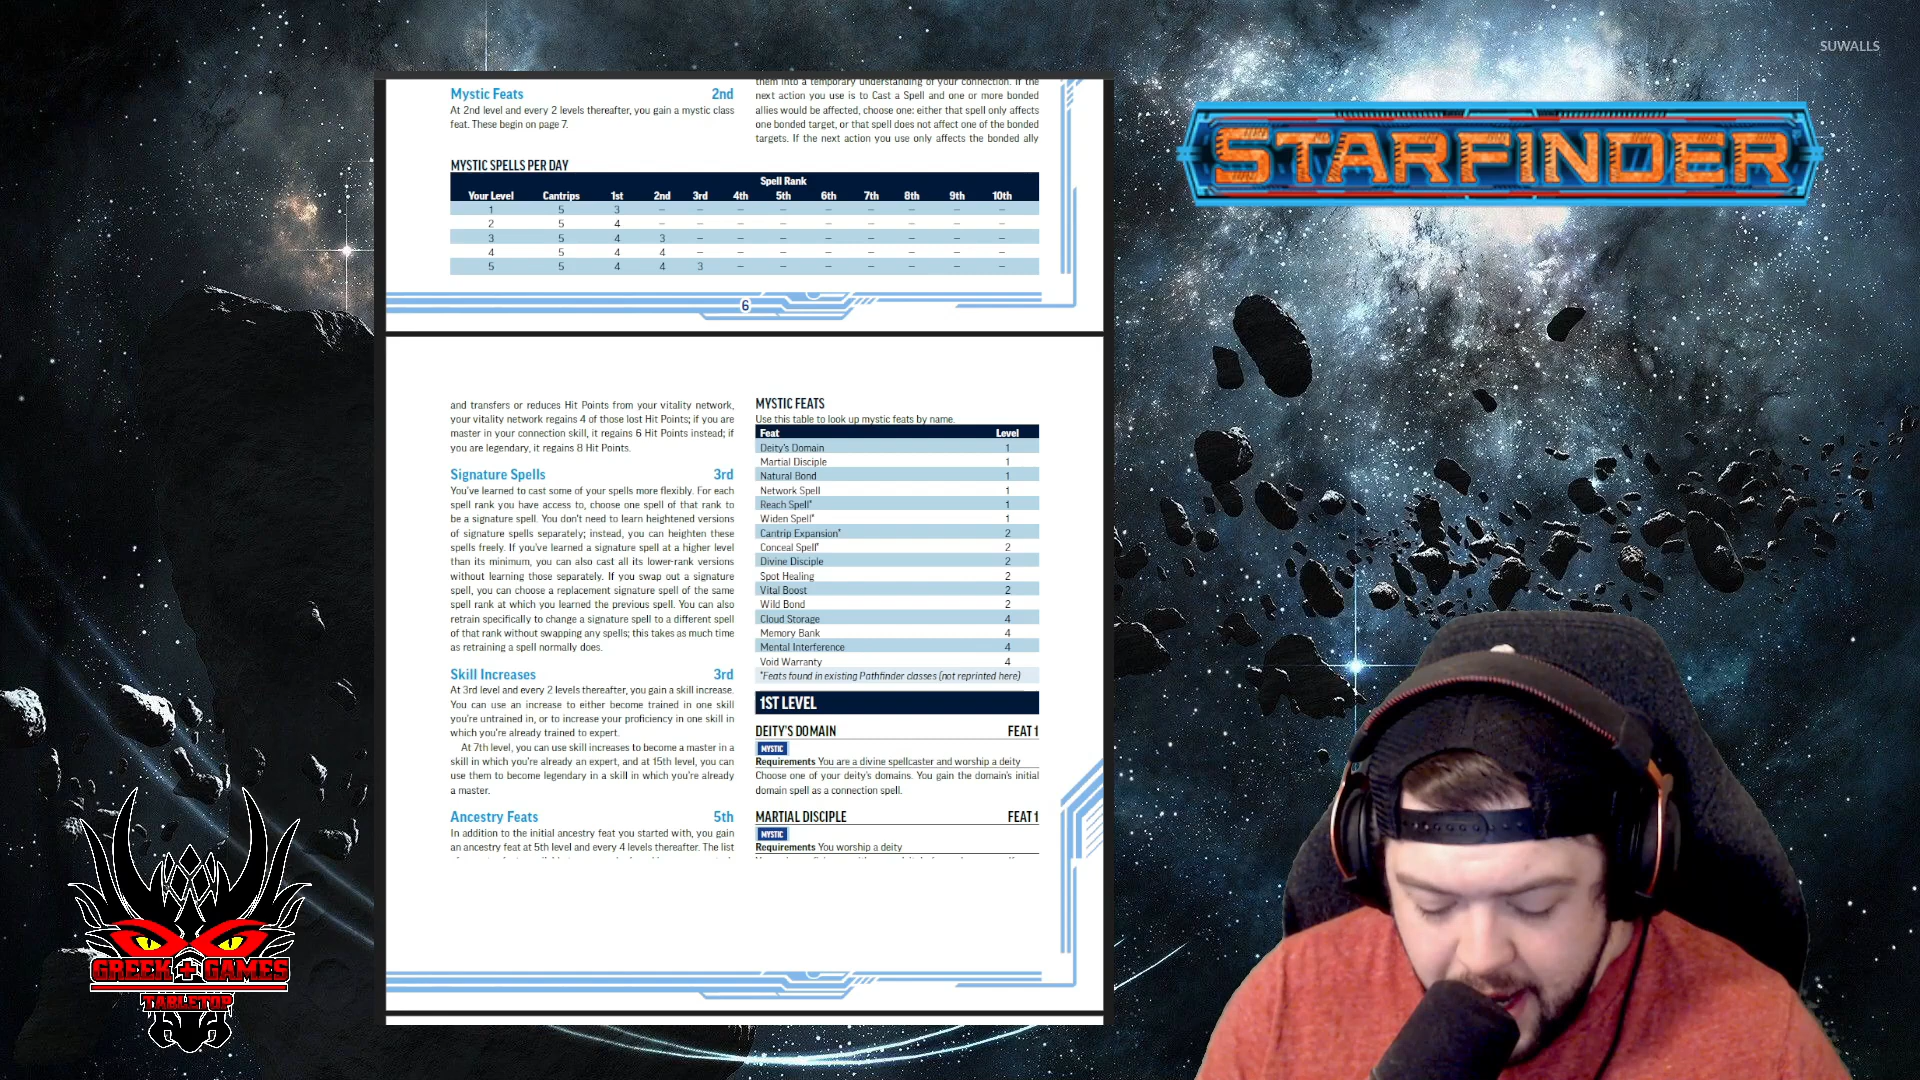 SUWALLS
STARFINDER
Mystic Feats 2nd
At 2nd level and every 2 levels thereafter, you gain a mystic class
feat. These begin on page 7.
them into a temporary understanding of your connection. If the
next action you use is to Cast a Spell and one or more bonded
allies would be affected, choose one: either that spell only affects
one bonded target, or that spell does not affect one of the bonded
targets. If the next action you use only affects the bonded ally
MYSTIC SPELLS PER DAY
Spell Rank
Your Level Cantrips 1st 2nd 3rd 4th 5th 6th 7th 8th 9th 10th
1 5 3 – – – – – – – – –
2 5 4 – – – – – – – – –
3 5 4 3 – – – – – – – –
4 5 4 4 – – – – – – – –
5 5 4 4 3 – – – – – – –
6
and transfers or reduces Hit Points from your vitality network,
your vitality network regains 4 of those lost Hit Points; if you are
master in your connection skill, it regains 6 Hit Points instead; if
you are legendary, it regains 8 Hit Points.
Signature Spells 3rd
You've learned to cast some of your spells more flexibly. For each
spell rank you have access to, choose one spell of that rank to
be a signature spell. You don't need to learn heightened versions
of signature spells separately; instead, you can heighten these
spells freely. If you've learned a signature spell at a higher level
than its minimum, you can also cast all its lower-rank versions
without learning those separately. If you swap out a signature
spell, you can choose a replacement signature spell of the same
spell rank at which you learned the previous spell. You can also
retrain specifically to change a signature spell to a different spell
of that rank without swapping any spells; this takes as much time
as retraining a spell normally does.
Skill Increases 3rd
At 3rd level and every 2 levels thereafter, you gain a skill increase.
You can use an increase to either become trained in one skill
you're untrained in, or to increase your proficiency in one skill in
which you're already trained to expert.
At 7th level, you can use skill increases to become a master in a
skill in which you're already an expert, and at 15th level, you can
use them to become legendary in a skill in which you're already
a master.
Ancestry Feats 5th
In addition to the initial ancestry feat you started with, you gain
an ancestry feat at 5th level and every 4 levels thereafter. The list
MYSTIC FEATS
Use this table to look up mystic feats by name.
Feat Level
Deity's Domain 1
Martial Disciple 1
Natural Bond 1
Network Spell 1
Reach Spell* 1
Widen Spell* 1
Cantrip Expansion* 2
Conceal Spell* 2
Divine Disciple 2
Spot Healing 2
Vital Boost 2
Wild Bond 2
Cloud Storage 4
Memory Bank 4
Mental Interference 4
Void Warranty 4
*Feats found in existing Pathfinder classes (not reprinted here)
1ST LEVEL
DEITY'S DOMAIN FEAT 1
MYSTIC
Requirements You are a divine spellcaster and worship a deity
Choose one of your deity's domains. You gain the domain's initial
domain spell as a connection spell.
MARTIAL DISCIPLE FEAT 1
MYSTIC
Requirements You worship a deity
GREEK + GAMES
TABLETOP